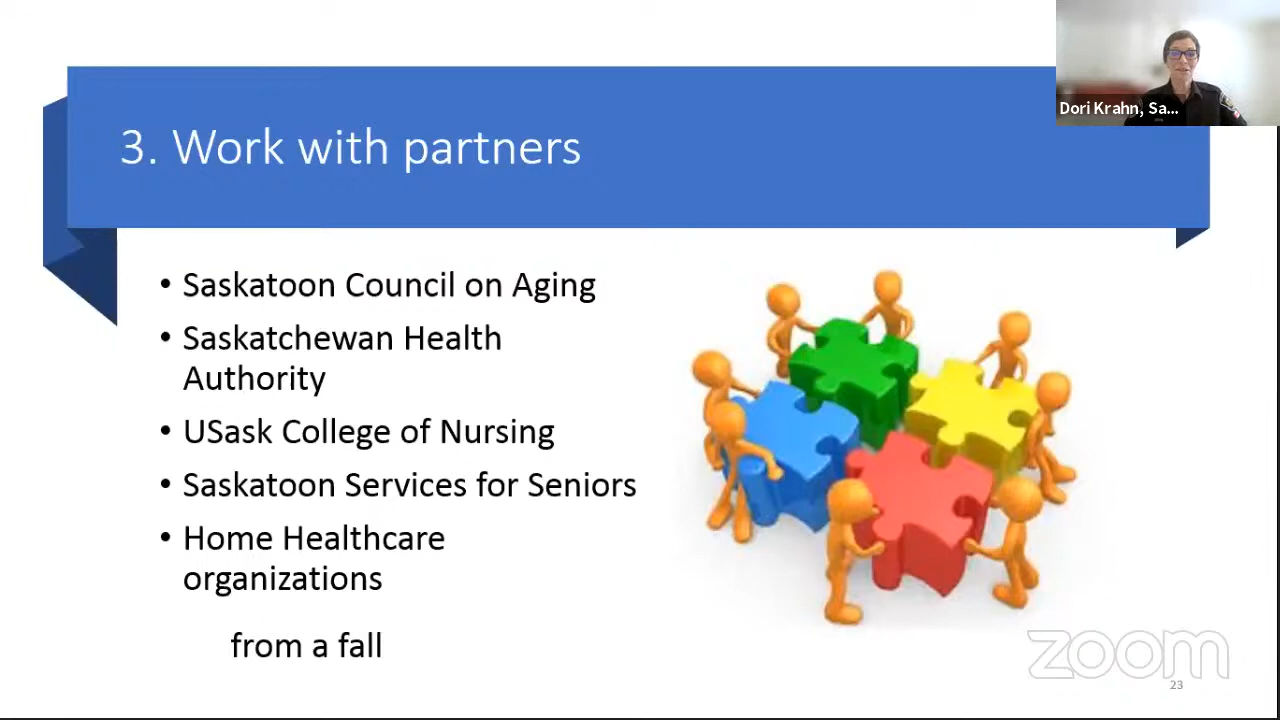 Dori Krahn, Sa...
3. Work with partners
• Saskatoon Council on Aging
• Saskatchewan Health
Authority
• USask College of Nursing
• Saskatoon Services for Seniors
• Home Healthcare
organizations
from a fall
zoom
23